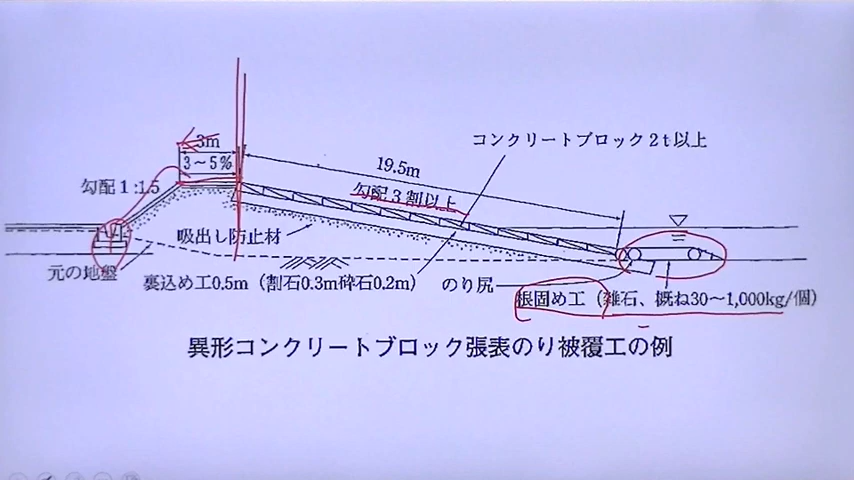 コンクリートブロック2t以上
3m
3～5%
19.5m
勾配1:1.5
勾配3割以上
吸出し防止材
元の地盤
裏込め工0.5m（割石0.3m砕石0.2m）
のり尻
根固め工（雑石、概ね30～1,000kg/個）
異形コンクリートブロック張表のり被覆工の例